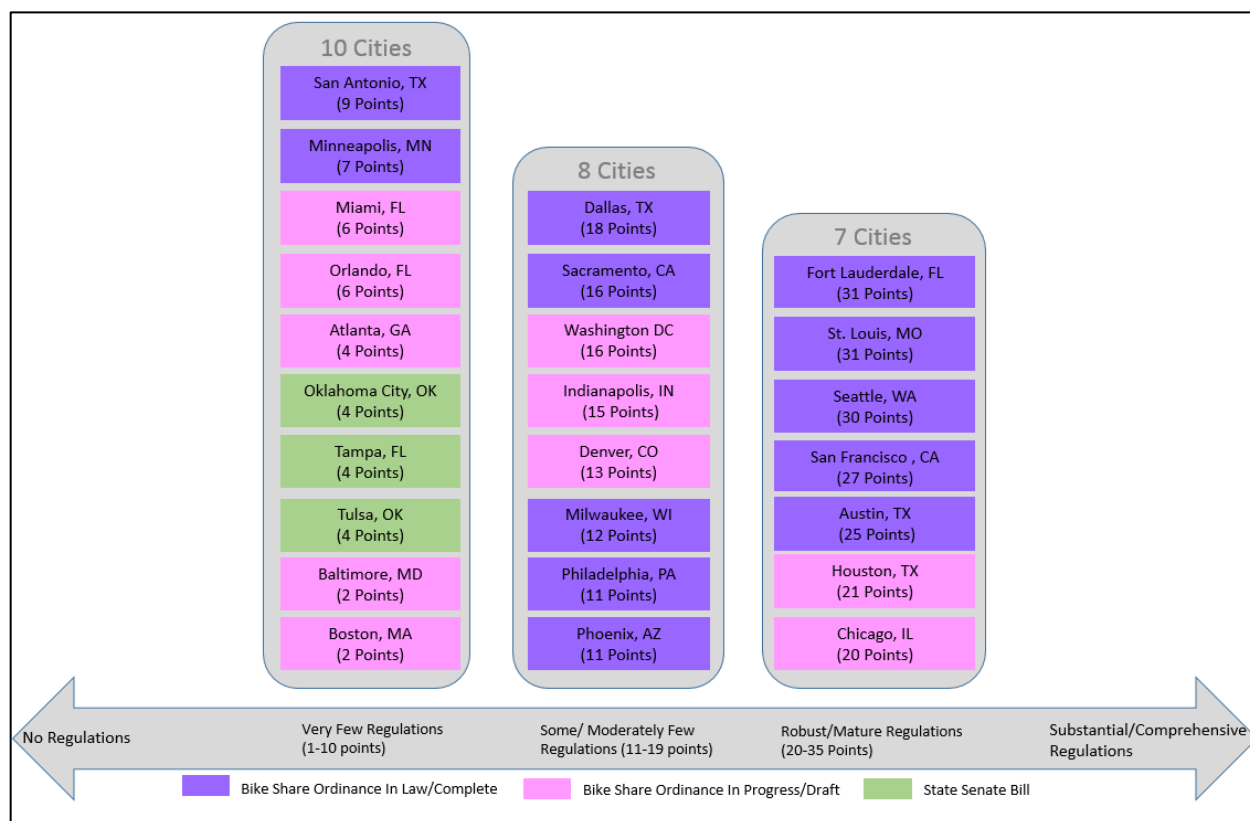 10 Cities
San Antonio, TX
(9 Points)
Minneapolis, MN
(7 Points)
Miami, FL
(6 Points)
Orlando, FL
(6 Points)
Atlanta, GA
(4 Points)
Oklahoma City, OK
(4 Points)
Tampa, FL
(4 Points)
Tulsa, OK
(4 Points)
Baltimore, MD
(2 Points)
Boston, MA
(2 Points)
8 Cities
Dallas, TX
(18 Points)
Sacramento, CA
(16 Points)
Washington DC
(16 Points)
Indianapolis, IN
(15 Points)
Denver, CO
(13 Points)
Milwaukee, WI
(12 Points)
Philadelphia, PA
(11 Points)
Phoenix, AZ
(11 Points)
7 Cities
Fort Lauderdale, FL
(31 Points)
St. Louis, MO
(31 Points)
Seattle, WA
(30 Points)
San Francisco , CA
(27 Points)
Austin, TX
(25 Points)
Houston, TX
(21 Points)
Chicago, IL
(20 Points)
No Regulations
Very Few Regulations
(1-10 points)
Some/ Moderately Few
Regulations (11-19 points)
Robust/Mature Regulations
(20-35 Points)
Substantial/Comprehensive
Regulations
Bike Share Ordinance In Law/Complete
Bike Share Ordinance In Progress/Draft
State Senate Bill